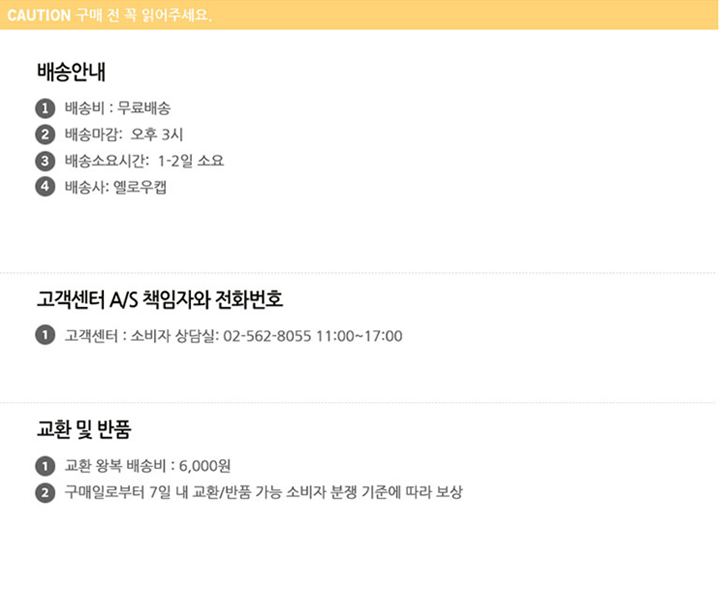 CAUTION 구매 전 꼭 읽어주세요.
배송안내
1 배송비 : 무료배송
2 배송마감: 오후 3시
3 배송소요시간: 1-2일 소요
4 배송사: 옐로우캡
고객센터 A/S 책임자와 전화번호
1 고객센터 : 소비자 상담실: 02-562-8055 11:00~17:00
교환 및 반품
1 교환 왕복 배송비 : 6,000원
2 구매일로부터 7일 내 교환/반품 가능 소비자 분쟁 기준에 따라 보상